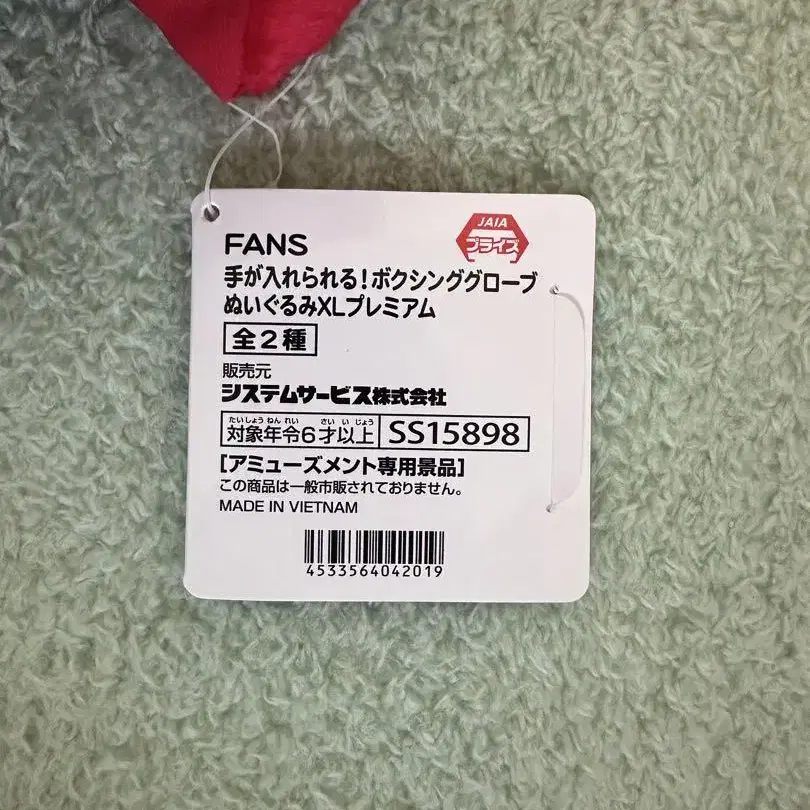 FANS
JAIA
プライズ
手が入れられる!ボクシンググローブ
ぬいぐるみXLプレミアム
全2種
販売元
システムサービス株式会社
たいしょうねんれい さいいじょう
対象年令6才以上 SS15898
[アミューズメント専用景品]
この商品は一般市販されておりません。
MADE IN VIETNAM
4533564042019